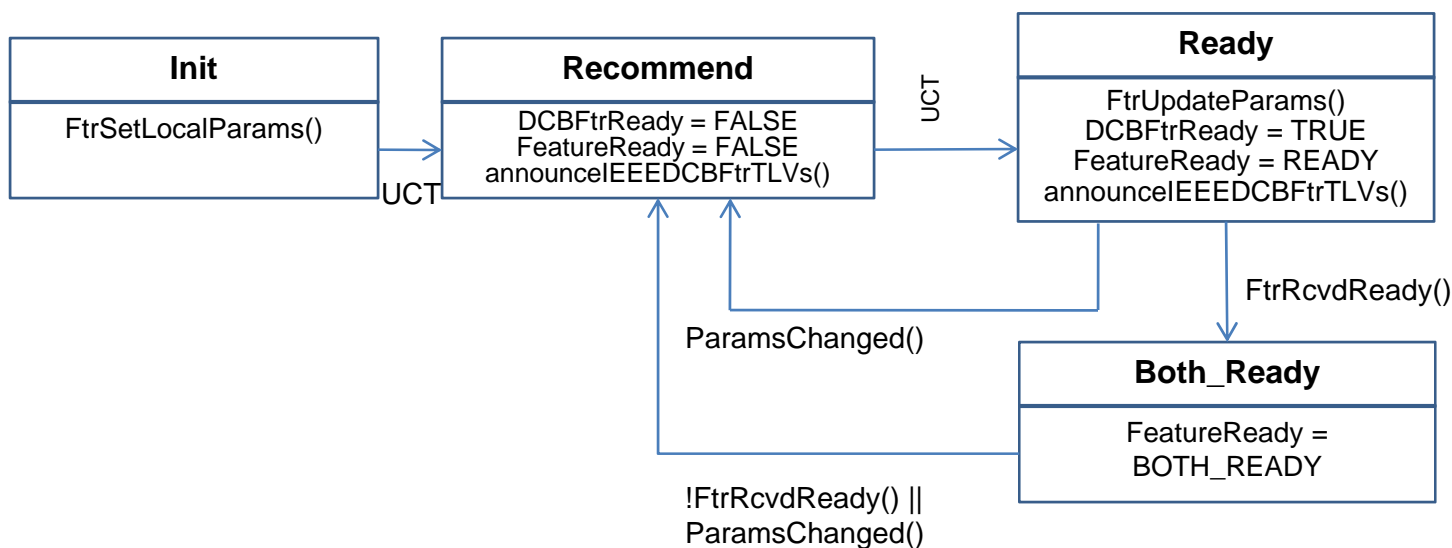 Init
FtrSetLocalParams()
UCT
Recommend
DCBFtrReady = FALSE
FeatureReady = FALSE
announceIEEEDCBFtrTLVs()
UCT
Ready
FtrUpdateParams()
DCBFtrReady = TRUE
FeatureReady = READY
announceIEEEDCBFtrTLVs()
FtrRcvdReady()
ParamsChanged()
Both_Ready
FeatureReady =
BOTH_READY
!FtrRcvdReady() ||
ParamsChanged()